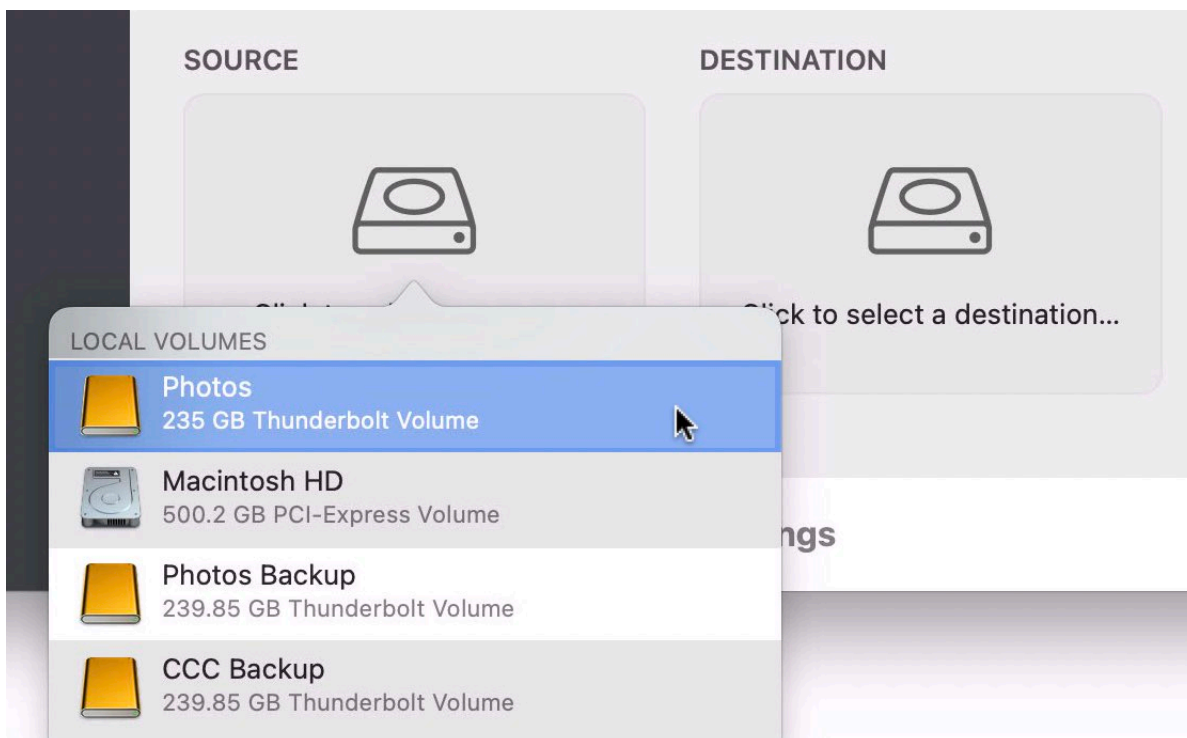 SOURCE
DESTINATION
Click to select a destination...
LOCAL VOLUMES
Photos
235 GB Thunderbolt Volume
Macintosh HD
500.2 GB PCI-Express Volume
ngs
Photos Backup
239.85 GB Thunderbolt Volume
CCC Backup
239.85 GB Thunderbolt Volume